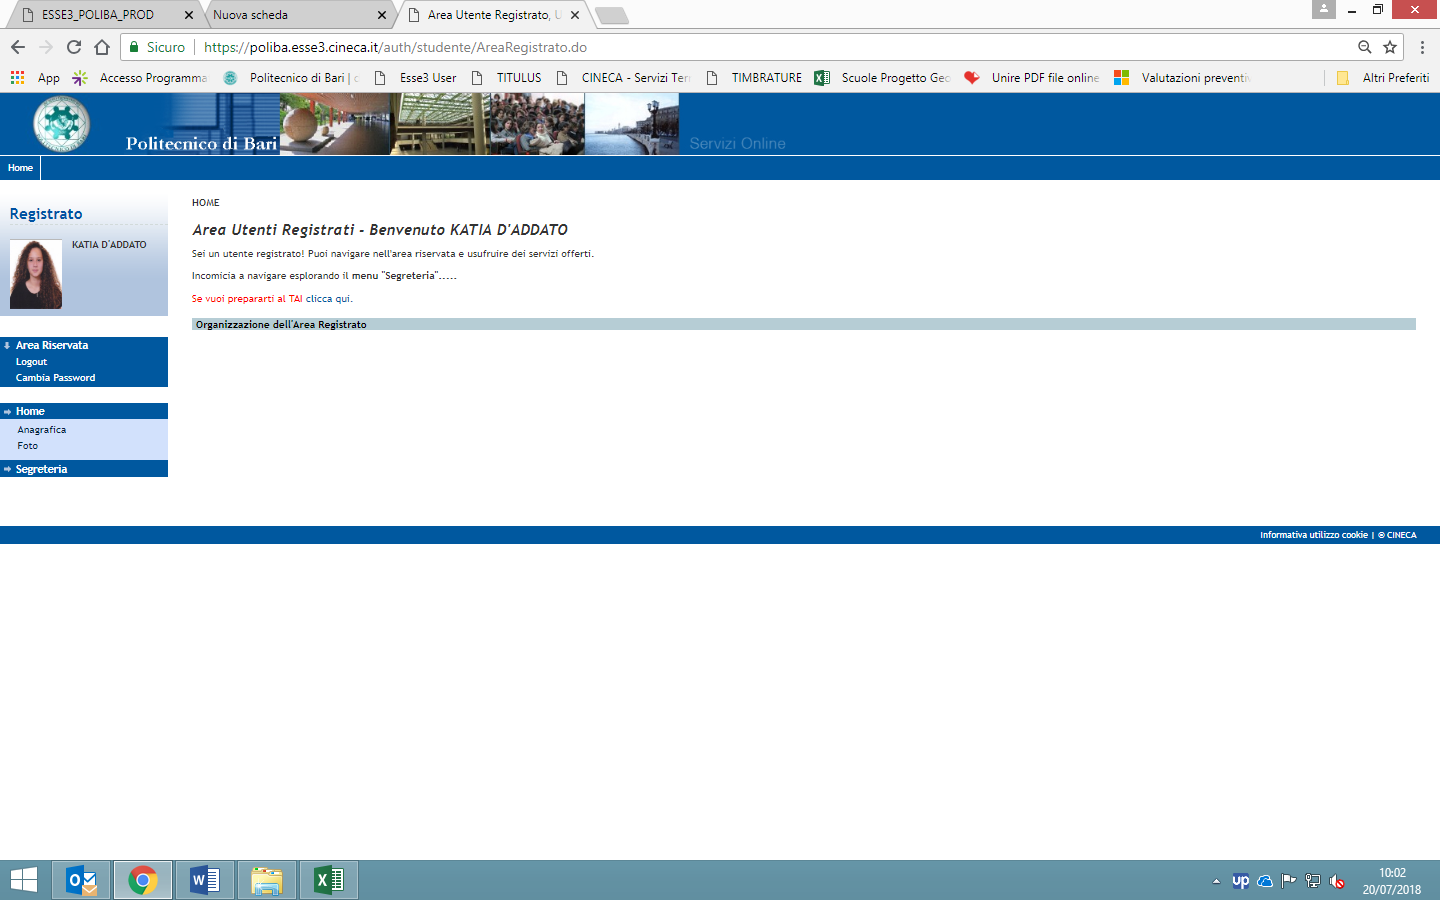 ESSE3_POLIBA_PROD
Nuova scheda
Area Utente Registrato, U
Sicuro
https://poliba.esse3.cineca.it/auth/studente/AreaRegistrato.do
App
Accesso Programma
Politecnico di Bari |
Esse3 User
TITULUS
CINECA - Servizi Ter
TIMBRATURE
Scuole Progetto Geo
Unire PDF file online
Valutazioni preventiv
Altri Preferiti
Politecnico di Bari
Servizi Online
Home
Registrato
KATIA D'ADDATO
Area Riservata
Logout
Cambia Password
Home
Anagrafica
Foto
Segreteria
HOME
Area Utenti Registrati - Benvenuto KATIA D'ADDATO
Sei un utente registrato! Puoi navigare nell'area riservata e usufruire dei servizi offerti.
Incomicia a navigare esplorando il menu "Segreteria".....
Se vuoi prepararti al TAI clicca qui.
Organizzazione dell'Area Registrato
Informativa utilizzo cookie | © CINECA
up
10:02
20/07/2018